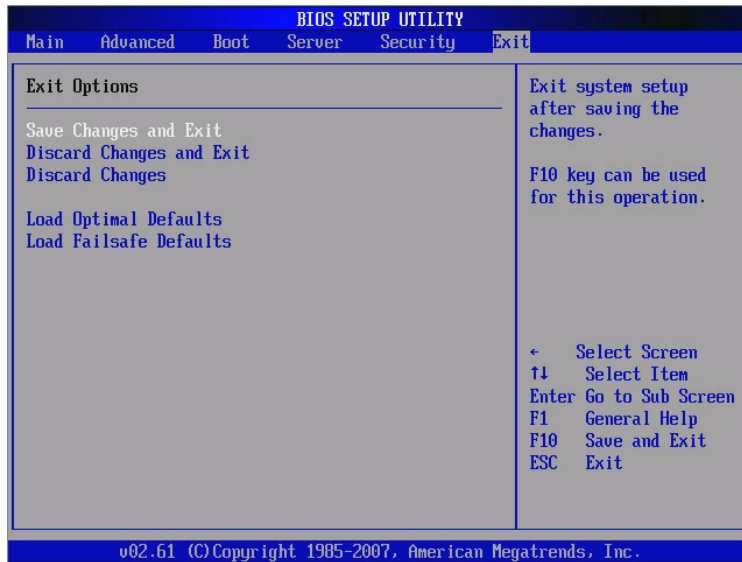 BIOS SETUP UTILITY
Main Advanced Boot Server Security Exit
Exit Options
Save Changes and Exit
Discard Changes and Exit
Discard Changes
Load Optimal Defaults
Load Failsafe Defaults
Exit system setup
after saving the
changes.
F10 key can be used
for this operation.
← Select Screen
↑↓ Select Item
Enter Go to Sub Screen
F1 General Help
F10 Save and Exit
ESC Exit
v02.61 (C)Copyright 1985-2007, American Megatrends, Inc.